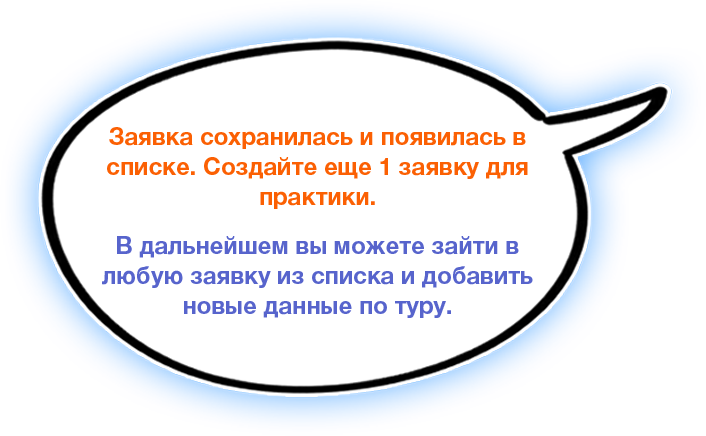 Заявка сохранилась и появилась в
списке. Создайте еще 1 заявку для
практики.
В дальнейшем вы можете зайти в
любую заявку из списка и добавить
новые данные по туру.